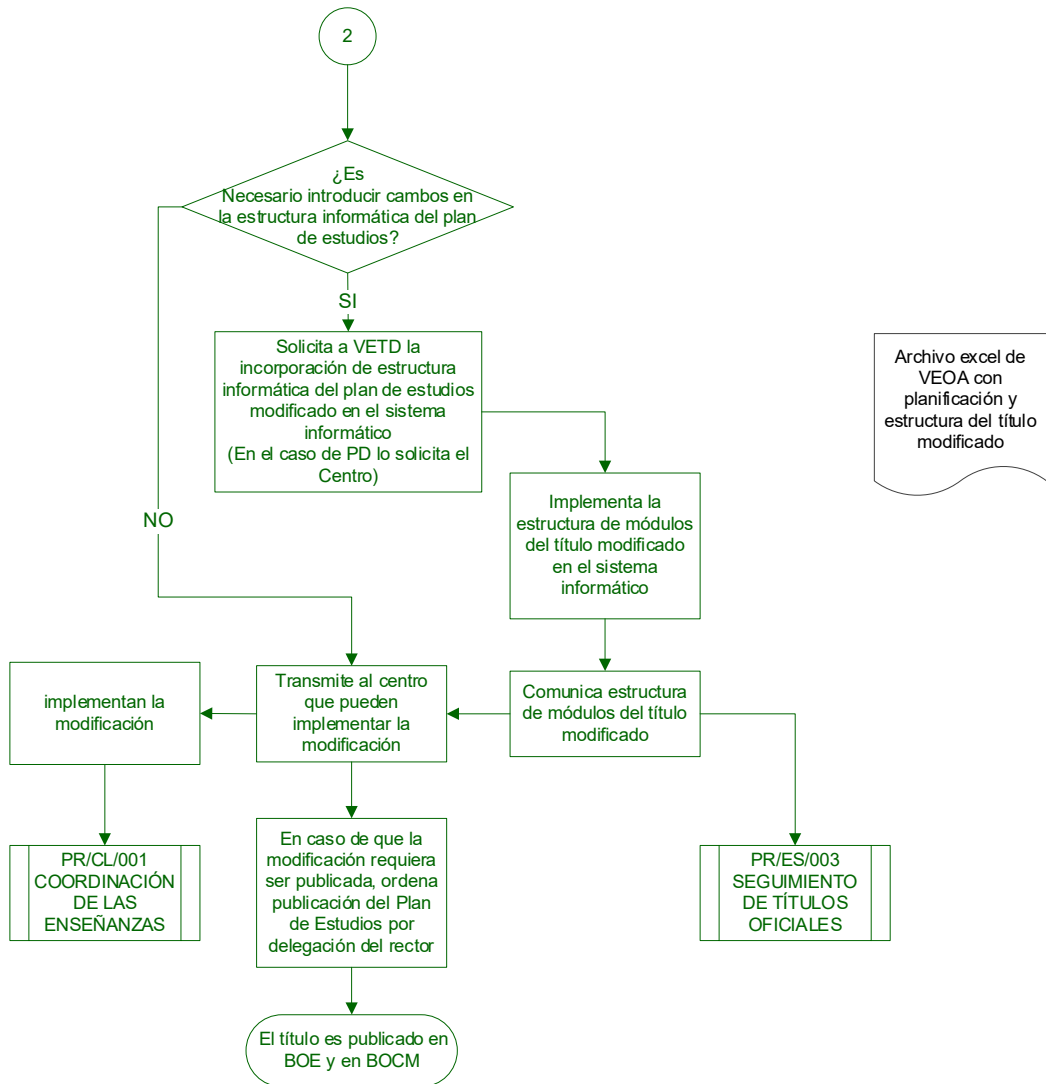 2
¿Es
Necesario introducir cambos en
la estructura informática del plan
de estudios?
SI
Solicita a VETD la
incorporación de estructura
informática del plan de estudios
modificado en el sistema
informático
(En el caso de PD lo solicita el
Centro)
Archivo excel de
VEOA con
planificación y
estructura del título
modificado
Implementa la
estructura de módulos
del título modificado
en el sistema
informático
NO
implementan la
modificación
Transmite al centro
que pueden
implementar la
modificación
Comunica estructura
de módulos del título
modificado
PR/CL/001
COORDINACIÓN
DE LAS
ENSEÑANZAS
En caso de que la
modificación requiera
ser publicada, ordena
publicación del Plan
de Estudios por
delegación del rector
PR/ES/003
SEGUIMIENTO
DE TÍTULOS
OFICIALES
El título es publicado en
BOE y en BOCM